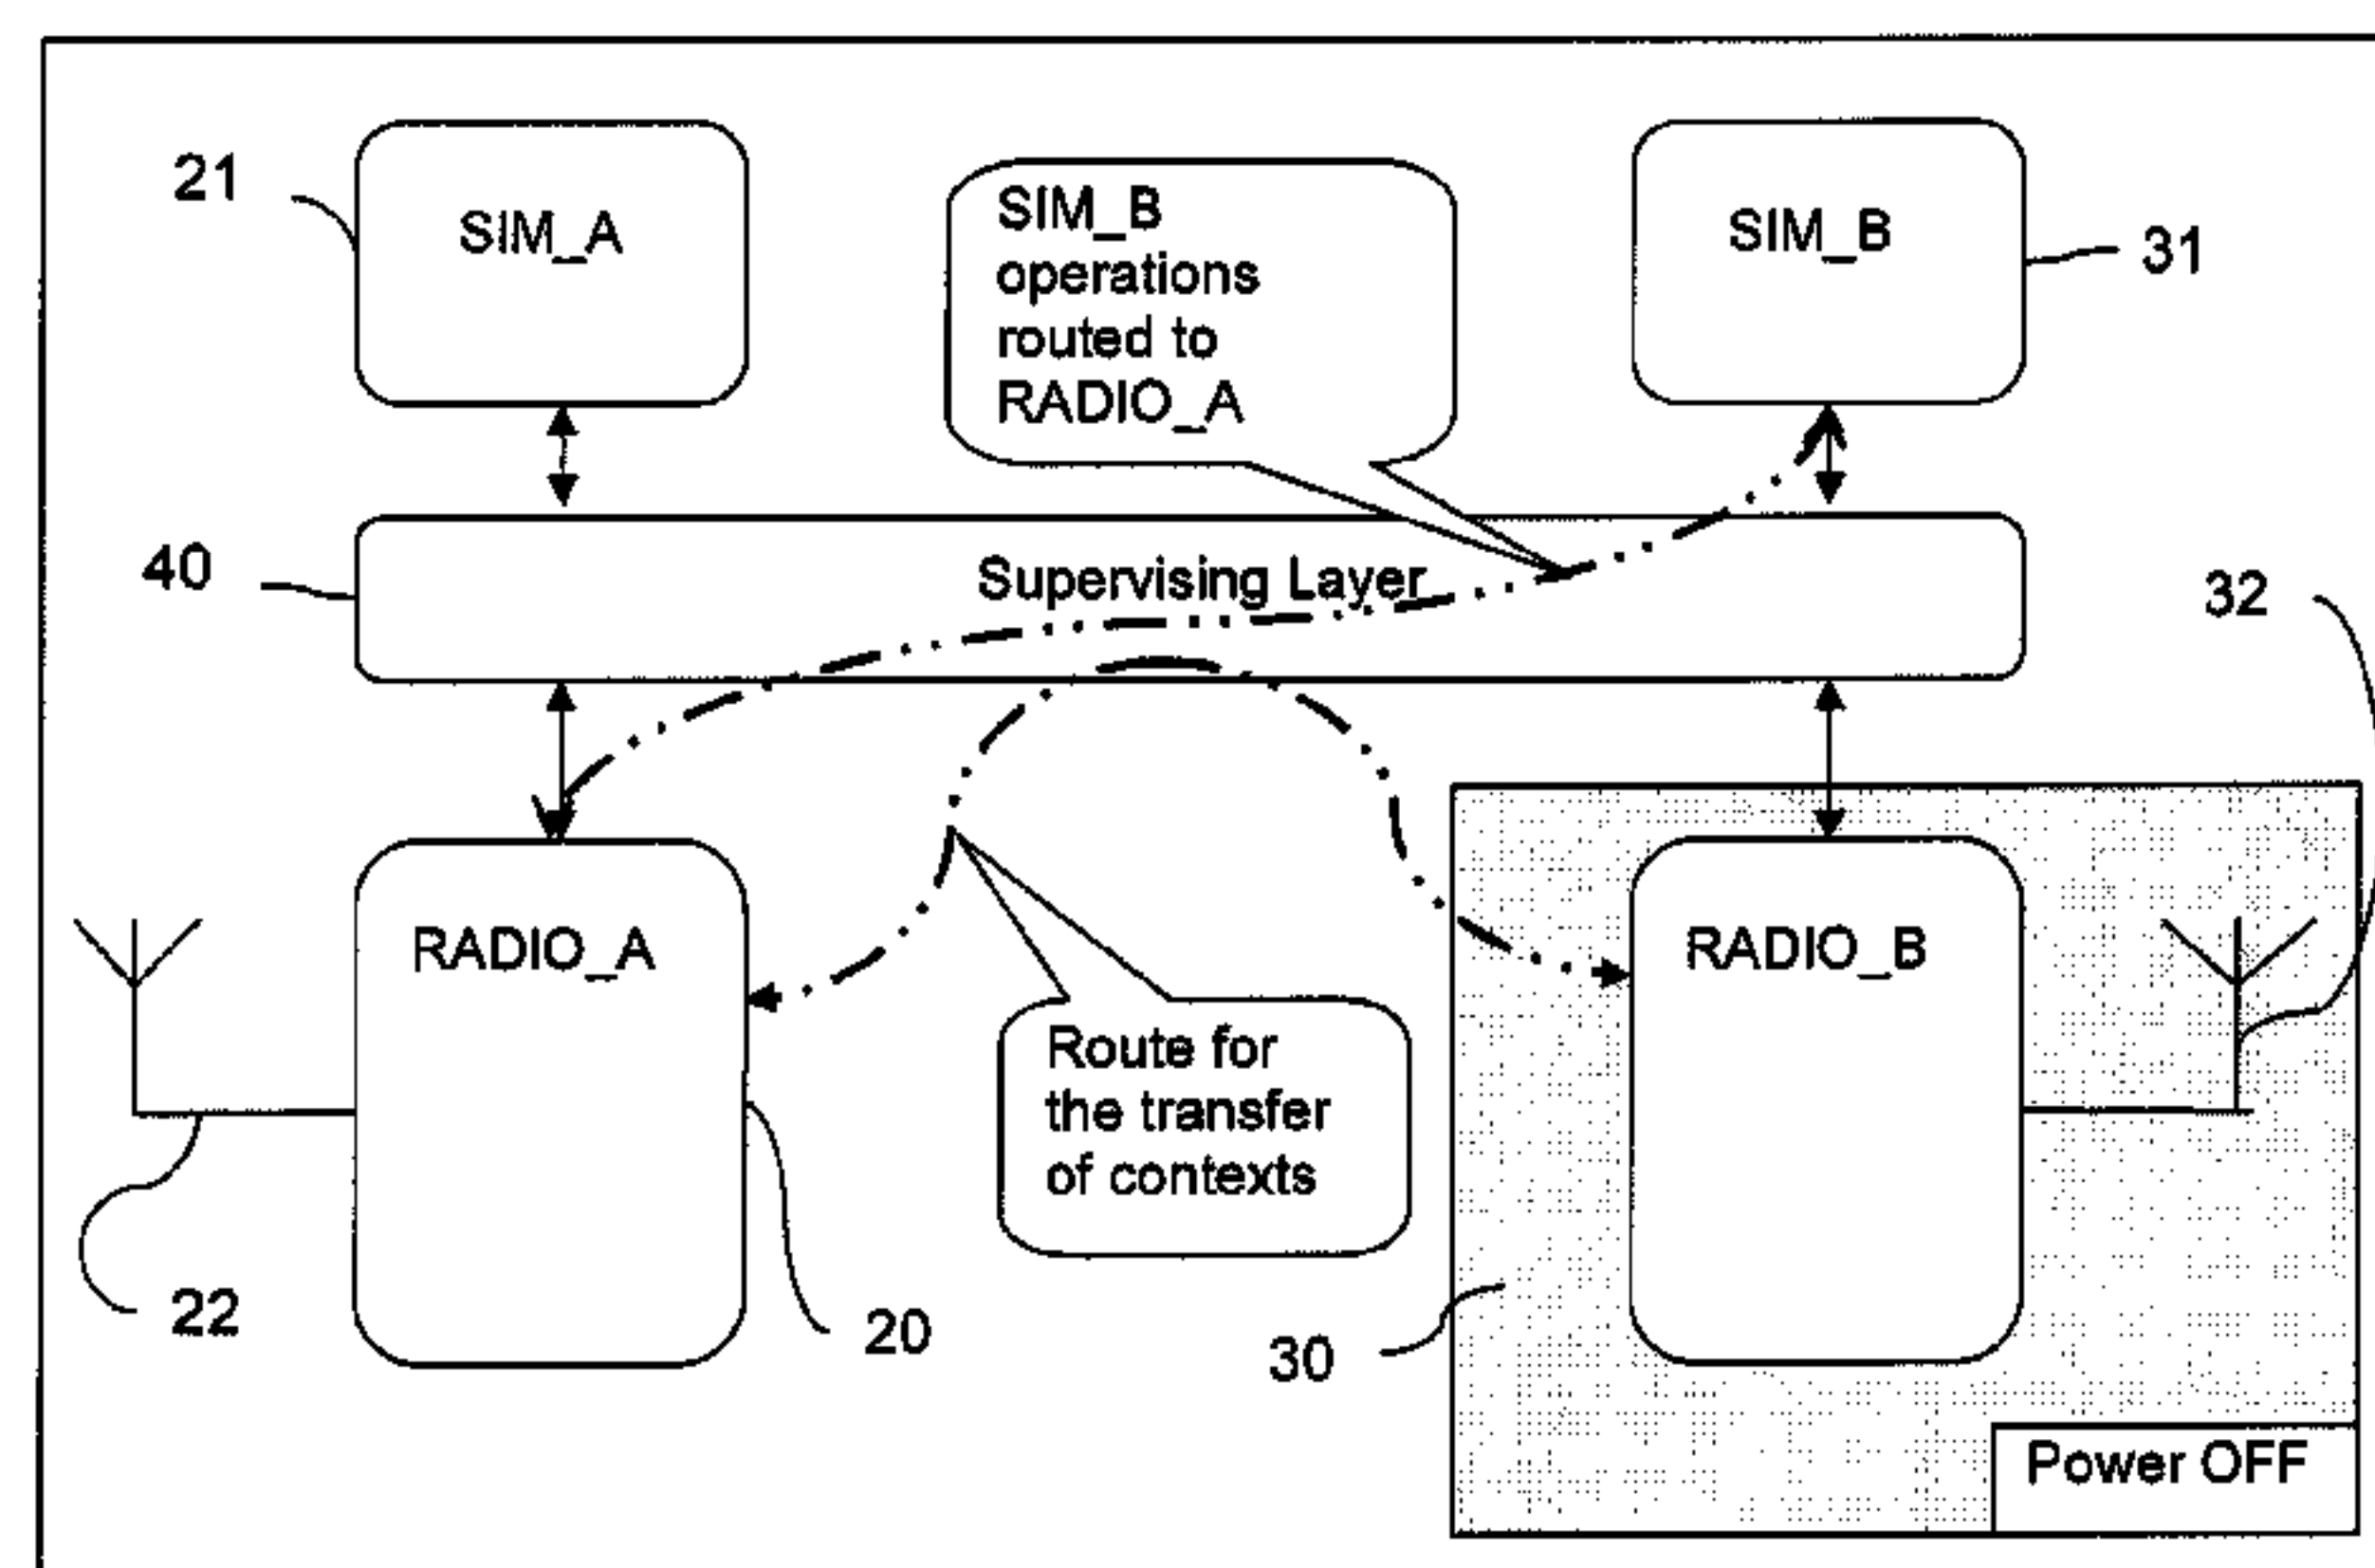 21
SIM_A
SIM_B
operations
routed to
RADIO_A
SIM_B
31
40
Supervising Layer
32
RADIO_A
RADIO_B
Route for
the transfer
of contexts
22
20
30
Power OFF